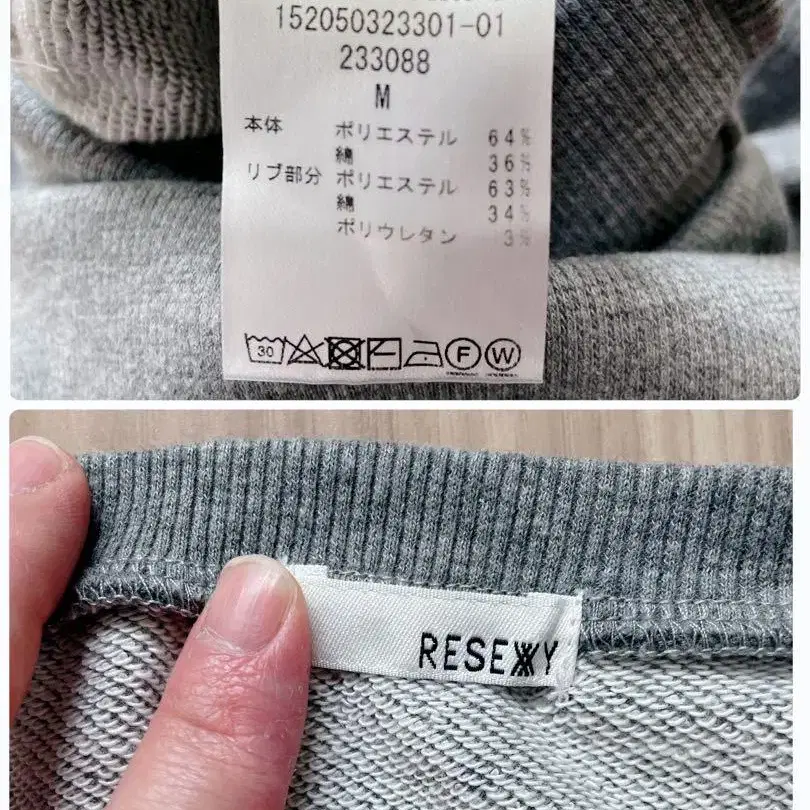 152050323301-01
233088
M
本体 ポリエステル 64%
綿 36%
リブ部分 ポリエステル 63%
綿 34%
ポリウレタン 3%
30 F W
RESEXXY